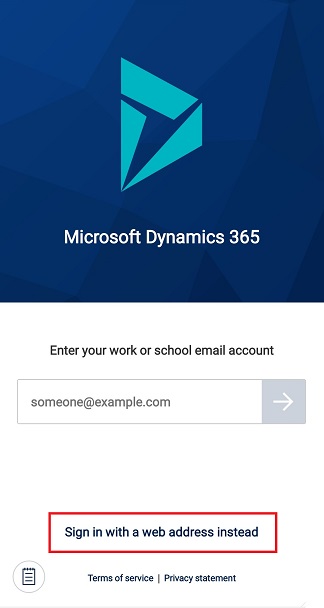 Microsoft Dynamics 365
Enter your work or school email account
someone@example.com
Sign in with a web address instead
Terms of service | Privacy statement